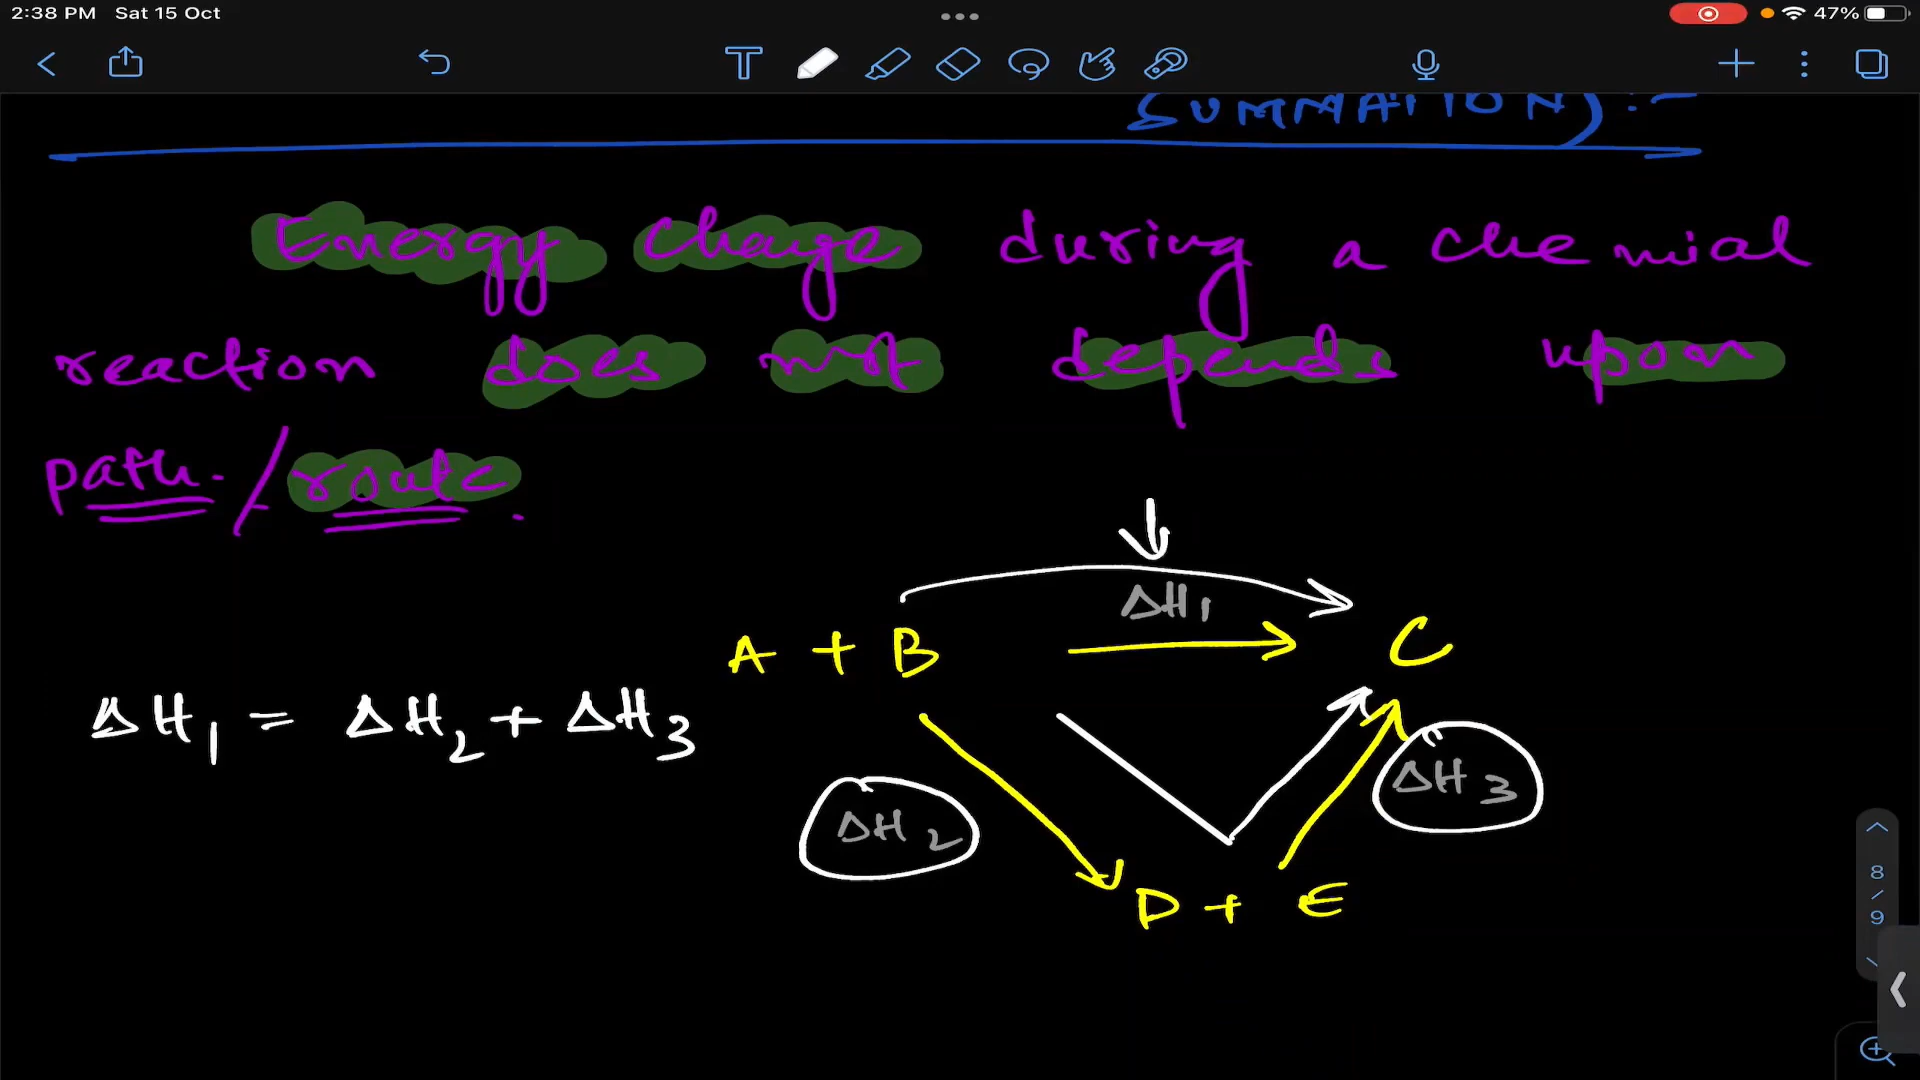 2:38 PM Sat 15 Oct
47%
T
SUMMATION) :-
Energy change during a chemial
reaction does not depends upon
path. / route.
ΔH1
A + B C
ΔH1 = ΔH2 + ΔH3
ΔH3
ΔH2
D + E
8
/
9